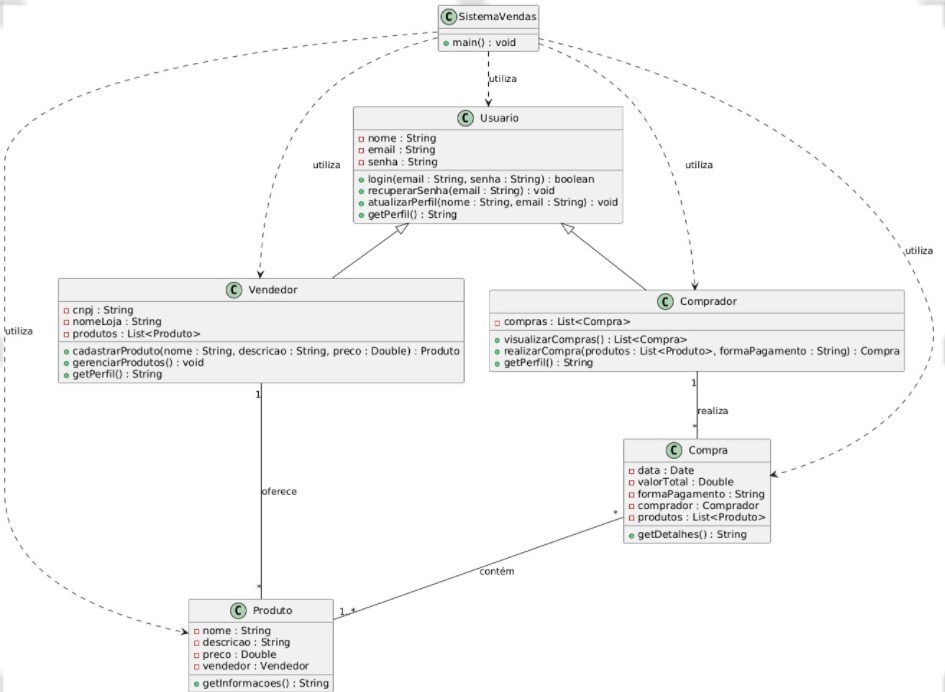 C SistemaVendas
main() : void
utiliza
C Usuario
nome : String
email : String
senha : String
login(email : String, senha : String) : boolean
recuperarSenha(email : String) : void
atualizarPerfil(nome : String, email : String) : void
getPerfil() : String
utiliza
utiliza
utiliza
utiliza
C Vendedor
cnpj : String
nomeLoja : String
produtos : List<Produto>
cadastrarProduto(nome : String, descricao : String, preco : Double) : Produto
gerenciarProdutos() : void
getPerfil() : String
C Comprador
compras : List<Compra>
visualizarCompras() : List<Compra>
realizarCompra(produtos : List<Produto>, formaPagamento : String) : Compra
getPerfil() : String
1
realiza
*
1
oferece
*
C Compra
data : Date
valorTotal : Double
formaPagamento : String
comprador : Comprador
produtos : List<Produto>
getDetalhes() : String
*
contém
1..*
C Produto
nome : String
descricao : String
preco : Double
vendedor : Vendedor
getInformacoes() : String